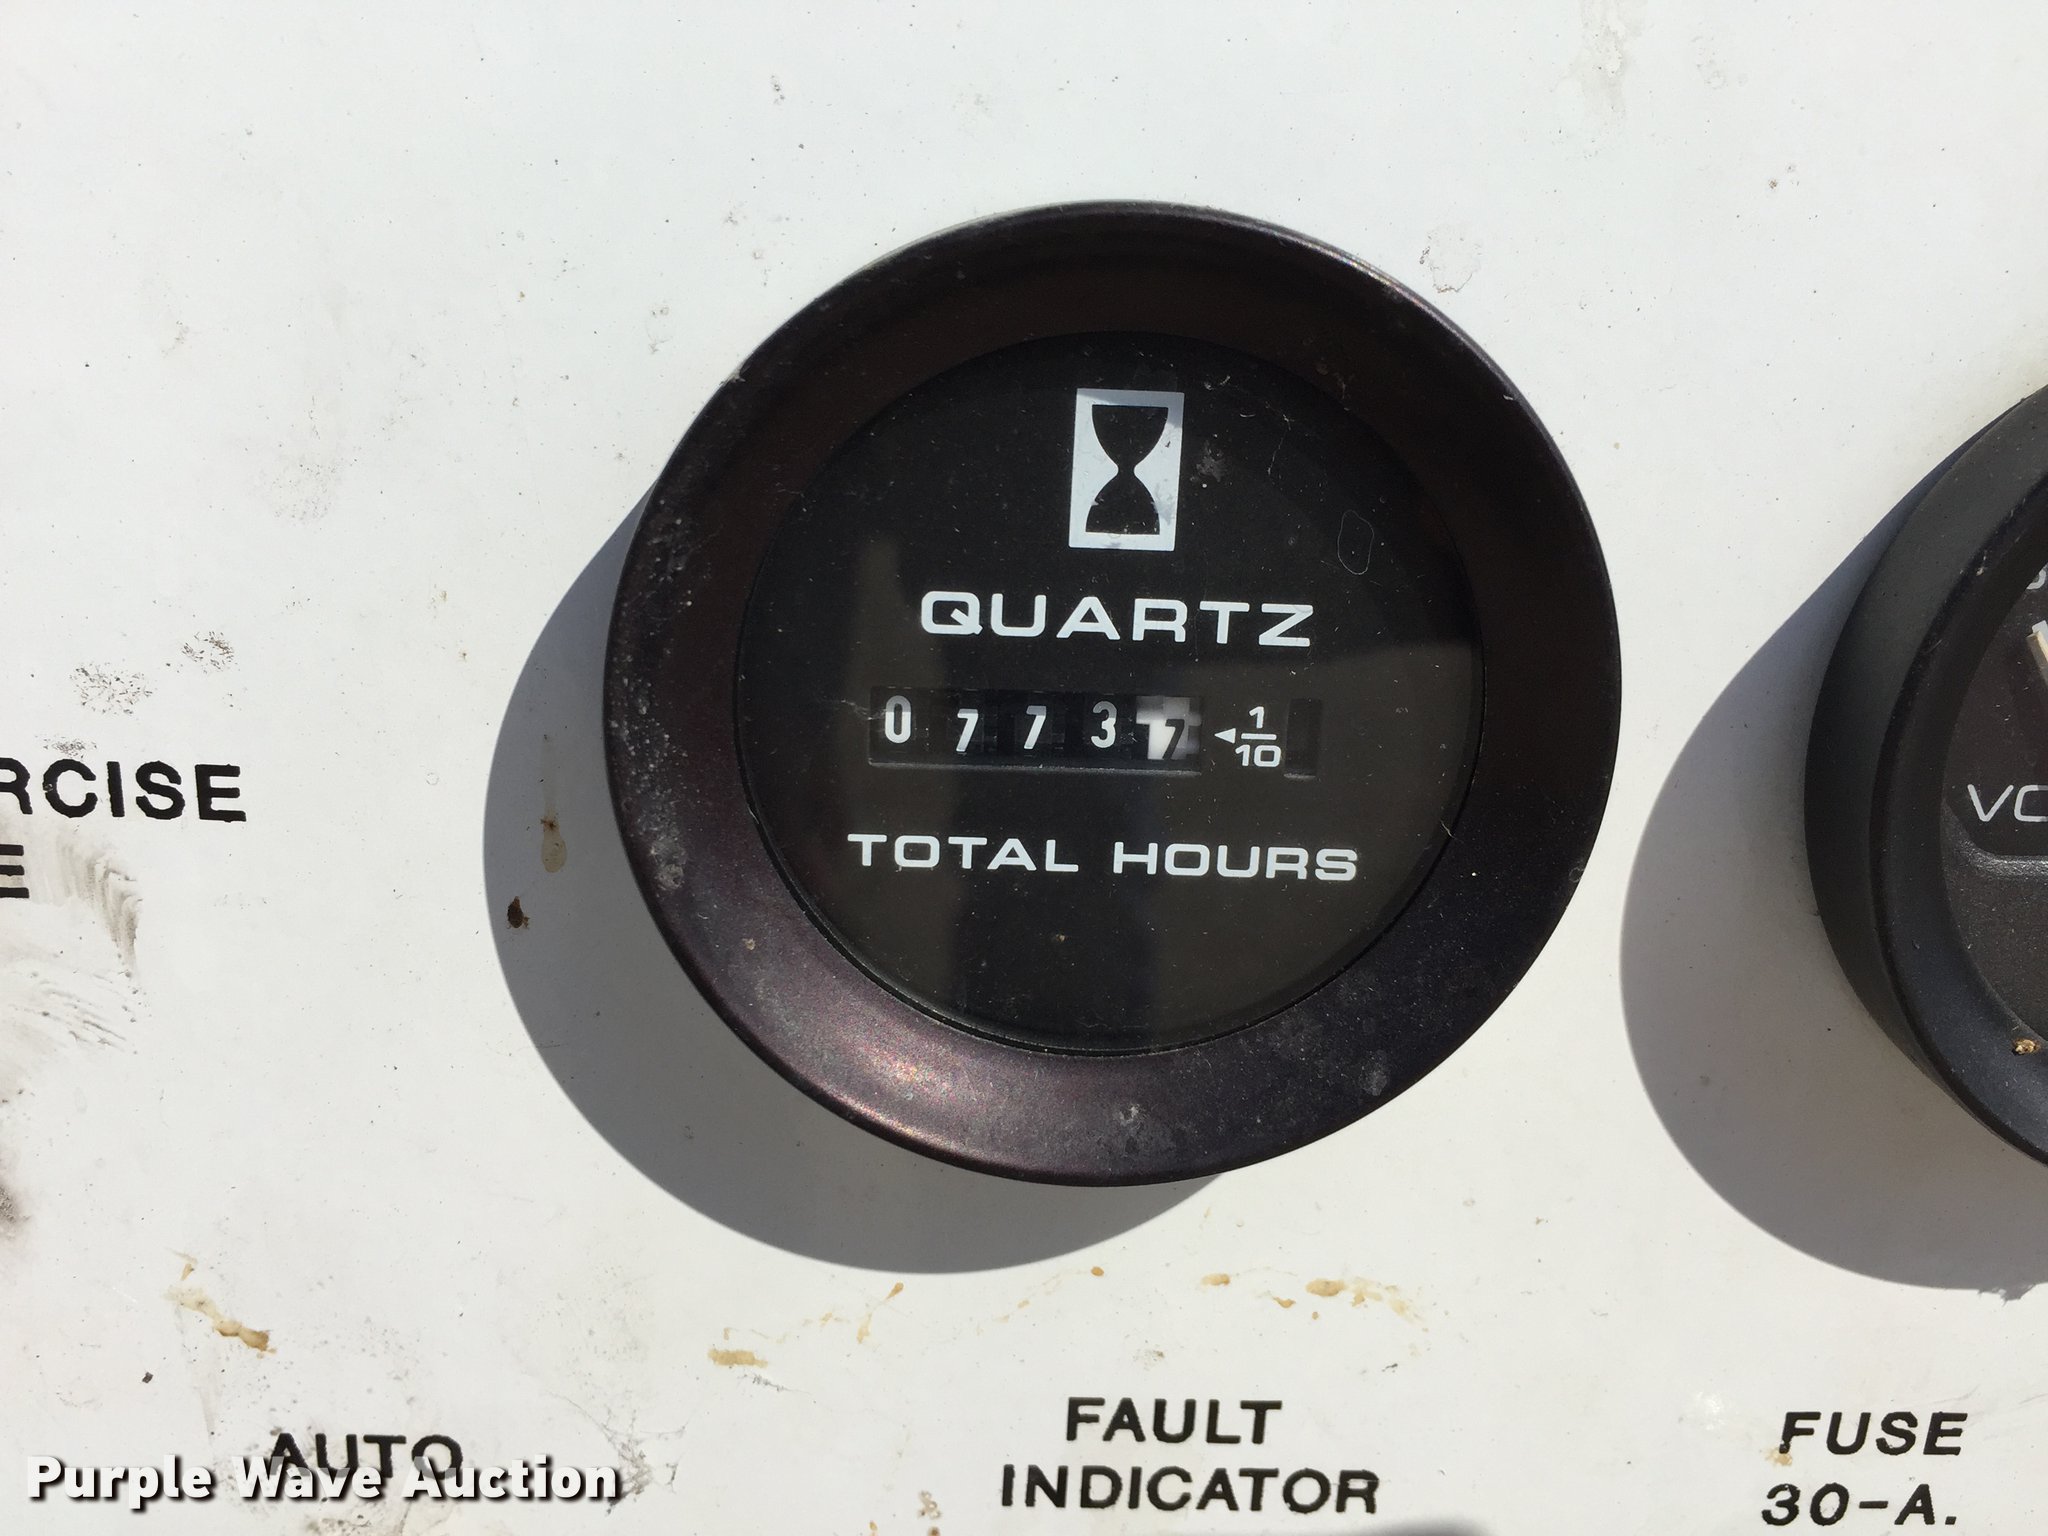 QUARTZ
0 7 7 3 7 ◄ 1/10
TOTAL HOURS
RCISE
E
VO
AUTO
FAULT
INDICATOR
FUSE
30-A.
Purple Wave Auction